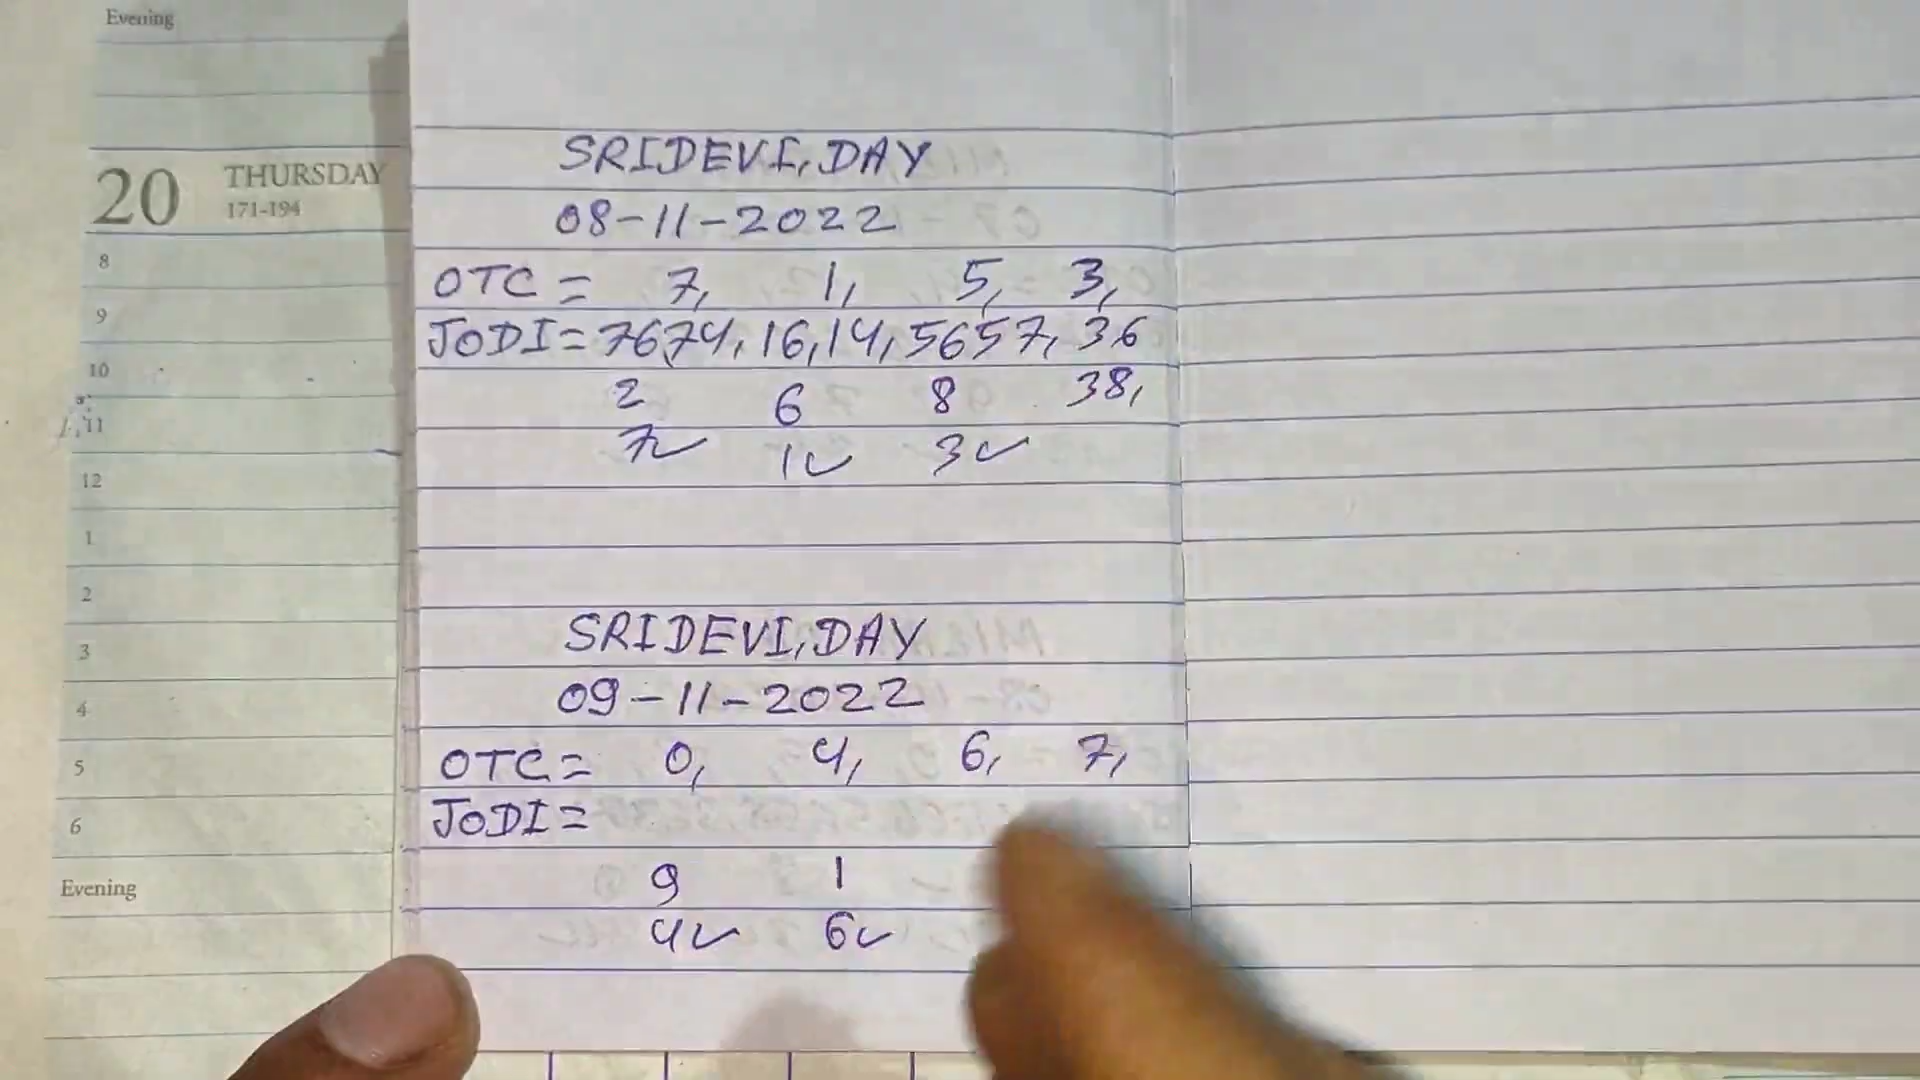 Evening
20 THURSDAY
171-194
8
9
10
11
12
1
2
3
4
5
6
Evening
SRIDEVI, DAY
08-11-2022
OTC = 7, 1, 5, 3,
JODI = 76,74, 16, 14, 5657, 36
2 6 8 38,
7✓ 1✓ 3✓
SRIDEVI, DAY
09-11-2022
OTC = 0, 4, 6, 7,
JODI =
9 1
4✓ 6✓